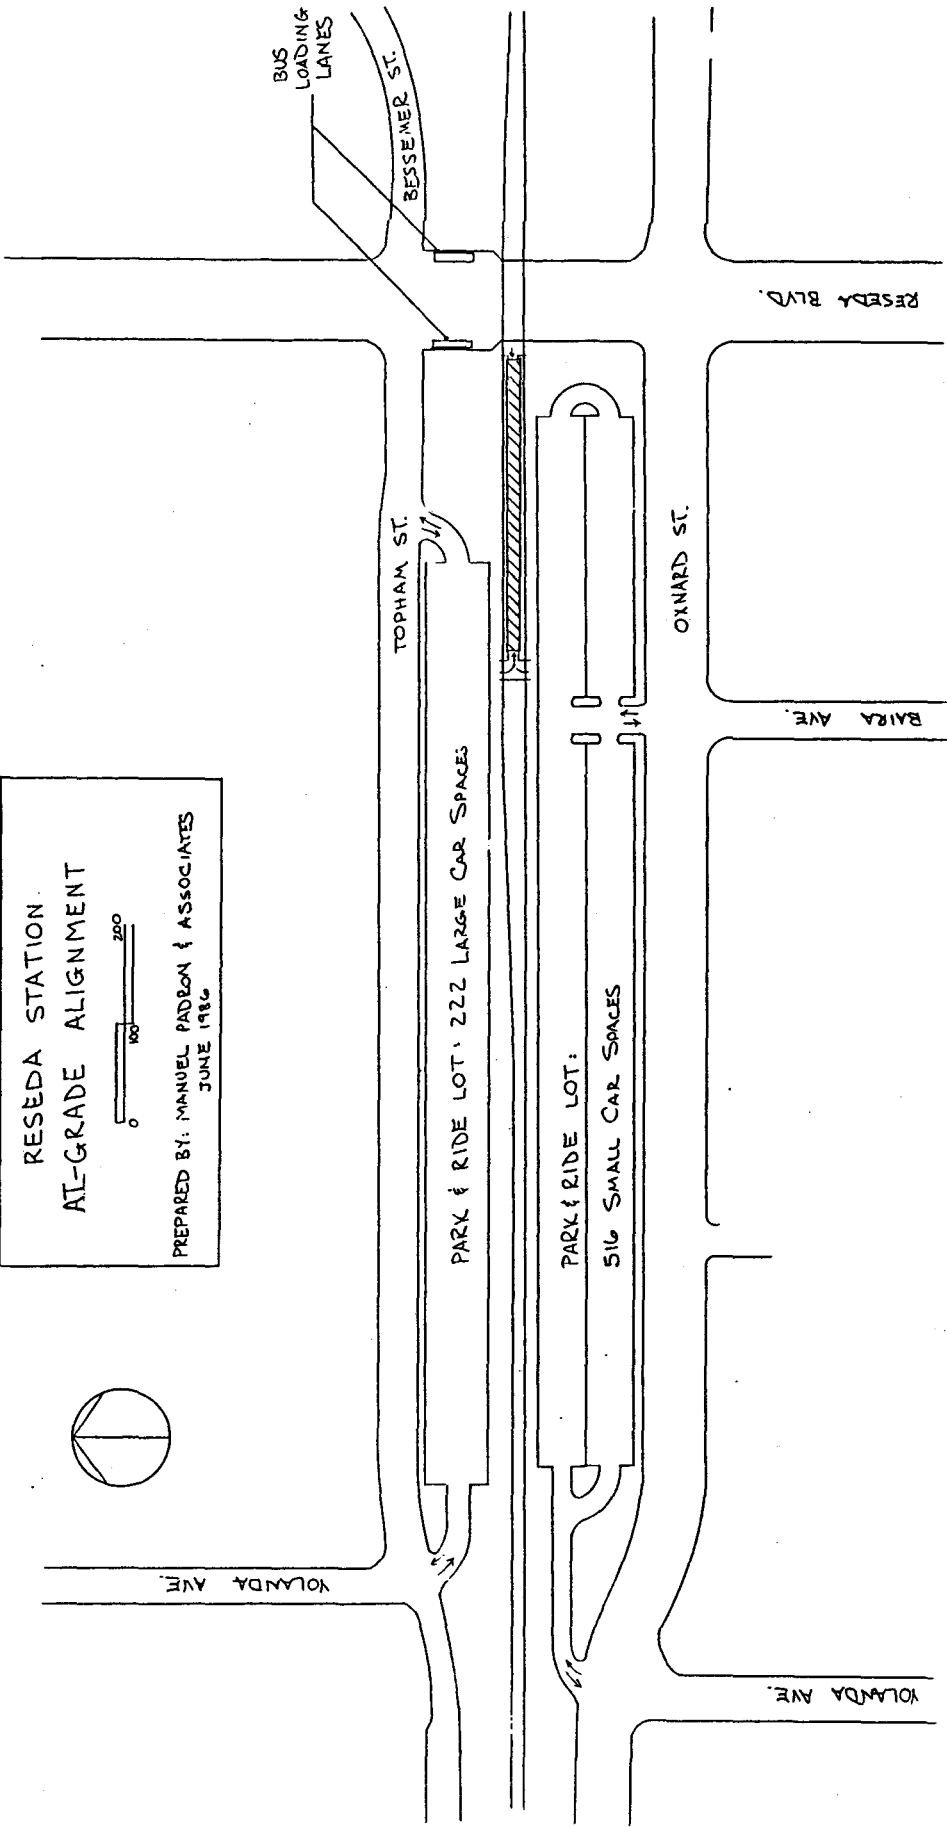 RESEDA STATION
AT-GRADE ALIGNMENT
0 100 200
PREPARED BY: MANUEL PADRON & ASSOCIATES
JUNE 1986
BUS
LOADING
LANES
BESSEMER ST.
RESEDA BLVD.
TOPHAM ST.
OXNARD ST.
BAIRA AVE.
PARK & RIDE LOT: 222 LARGE CAR SPACES
PARK & RIDE LOT:
516 SMALL CAR SPACES
YOLANDA AVE
YOLANDA AVE.